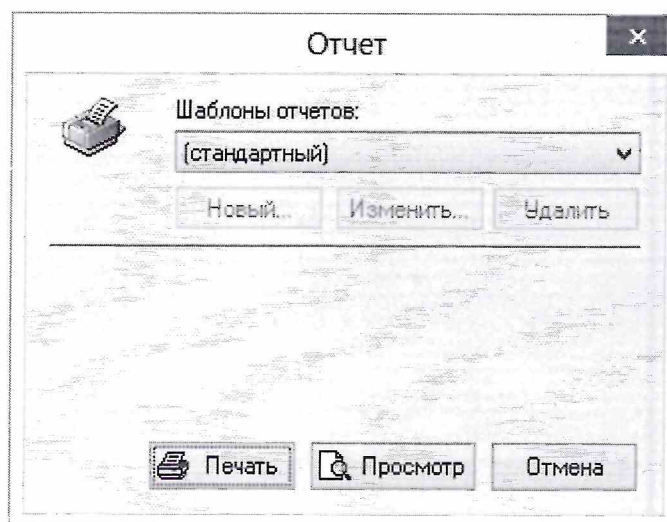 Отчет
Шаблоны отчетов:
(стандартный)
Новый... Изменить... Удалить
Печать Просмотр Отмена